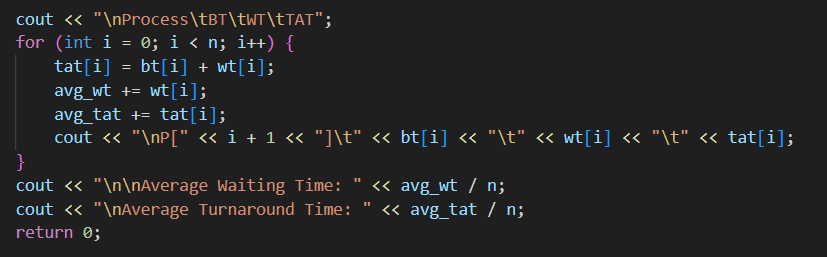 cout << "\nProcess\tBT\tWT\tTAT";
for (int i = 0; i < n; i++) {
    tat[i] = bt[i] + wt[i];
    avg_wt += wt[i];
    avg_tat += tat[i];
    cout << "\nP[" << i + 1 << "]\t" << bt[i] << "\t" << wt[i] << "\t" << tat[i];
}
cout << "\n\nAverage Waiting Time: " << avg_wt / n;
cout << "\nAverage Turnaround Time: " << avg_tat / n;
return 0;